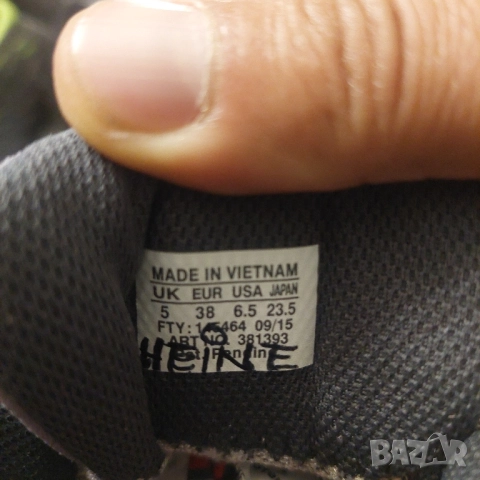 MADE IN VIETNAM
UK EUR USA JAPAN
5 38 6.5 23.5
FTY: 09/15
ART NO. 381393
HEINE
BAZAR